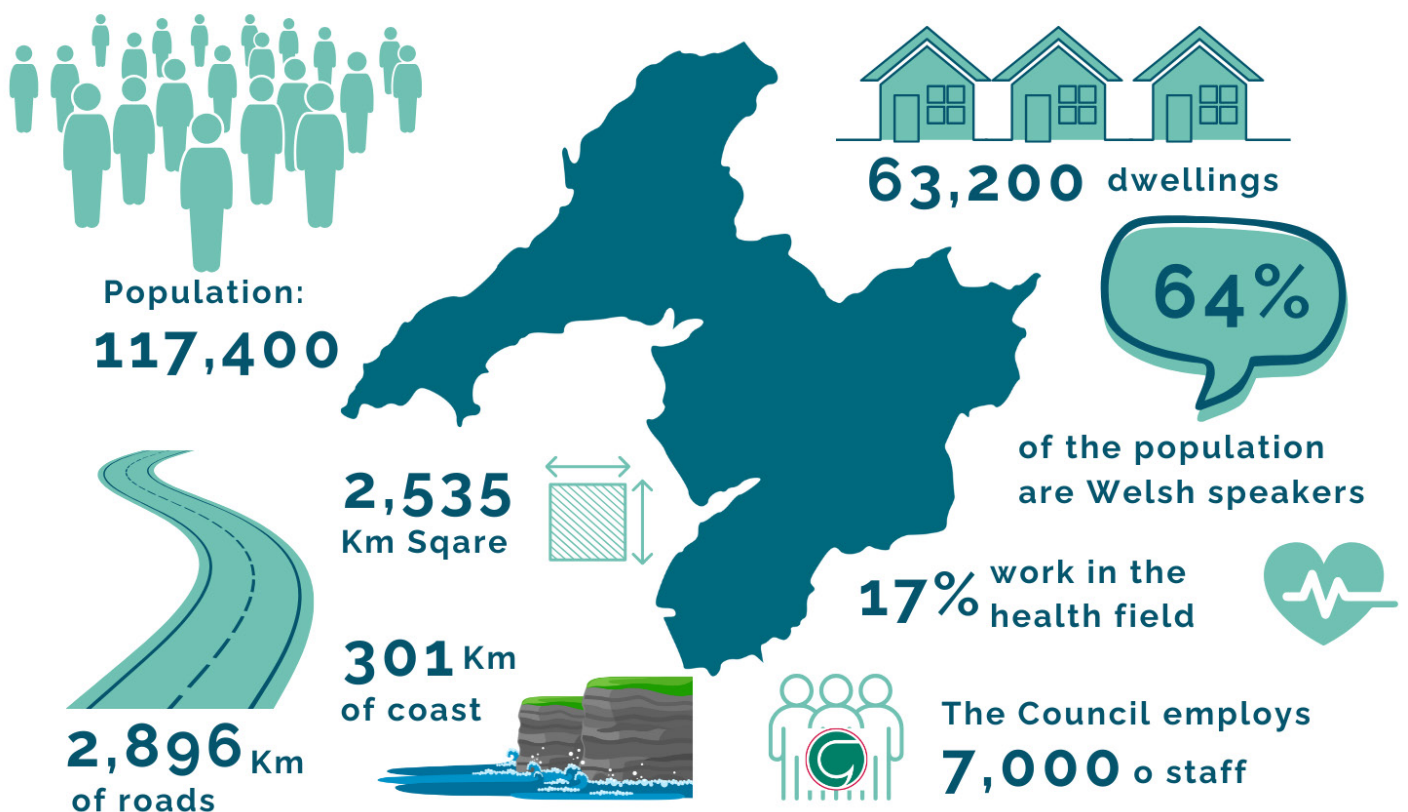 Population:
117,400
63,200 dwellings
64%
of the population
are Welsh speakers
2,535
Km Sqare
17% work in the
health field
301 Km
of coast
2,896 Km
of roads
The Council employs
7,000 o staff